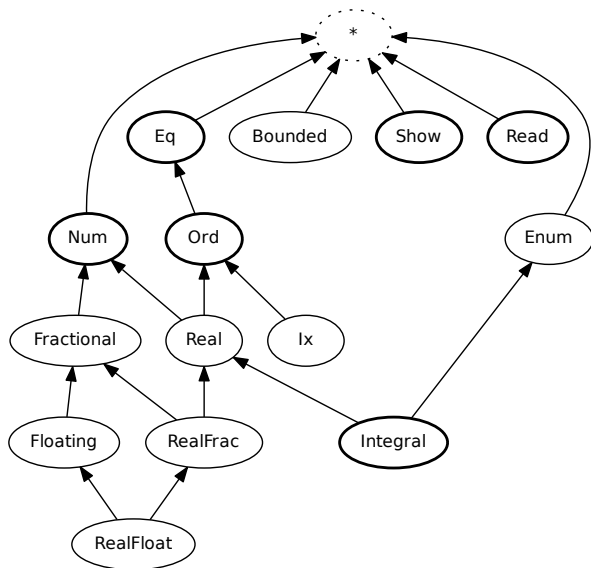 *
Eq
Bounded
Show
Read
Num
Ord
Enum
Fractional
Real
Ix
Floating
RealFrac
Integral
RealFloat